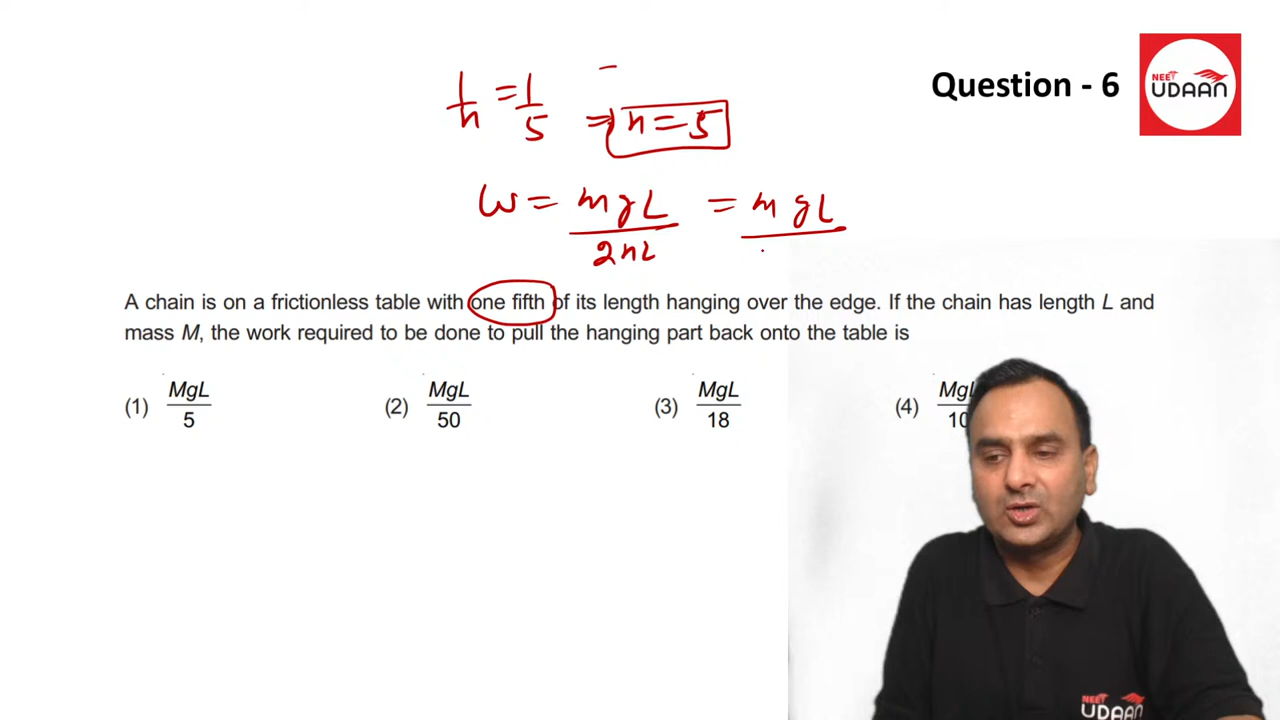 Question - 6
NEET
UDAAN
1/n = 1/5 ⇒ n = 5
W = mgL/2n² = mgL
A chain is on a frictionless table with one fifth of its length hanging over the edge. If the chain has length L and
mass M, the work required to be done to pull the hanging part back onto the table is
(1) MgL/5 (2) MgL/50 (3) MgL/18 (4) MgL/10
NEET
UDAAN